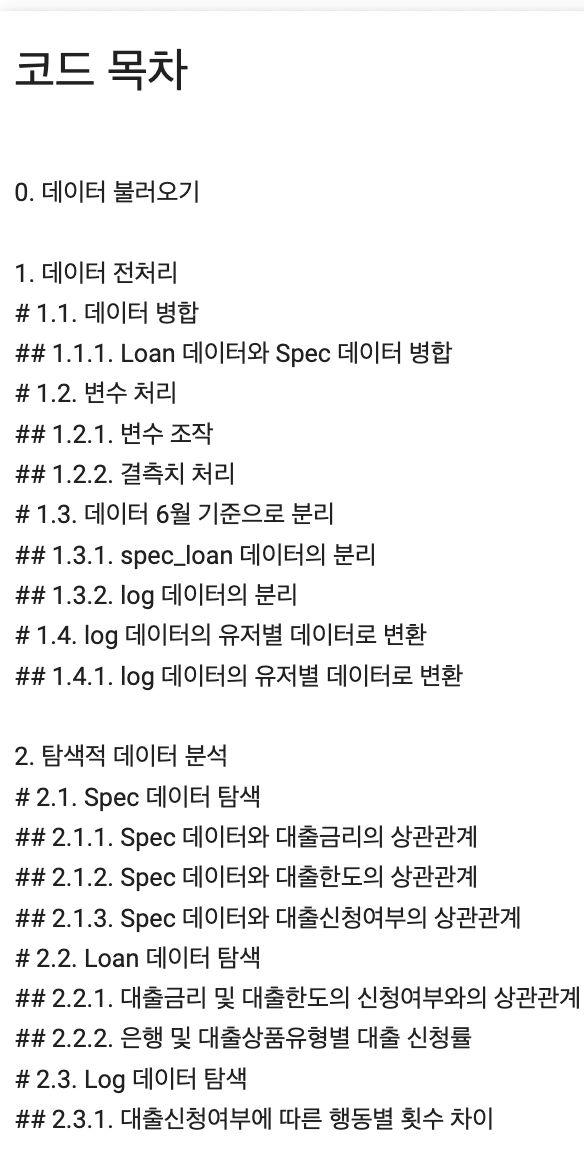 코드 목차
0. 데이터 불러오기
1. 데이터 전처리
# 1.1. 데이터 병합
## 1.1.1. Loan 데이터와 Spec 데이터 병합
# 1.2. 변수 처리
## 1.2.1. 변수 조작
## 1.2.2. 결측치 처리
# 1.3. 데이터 6월 기준으로 분리
## 1.3.1. spec_loan 데이터의 분리
## 1.3.2. log 데이터의 분리
# 1.4. log 데이터의 유저별 데이터로 변환
## 1.4.1. log 데이터의 유저별 데이터로 변환
2. 탐색적 데이터 분석
# 2.1. Spec 데이터 탐색
## 2.1.1. Spec 데이터와 대출금리의 상관관계
## 2.1.2. Spec 데이터와 대출한도의 상관관계
## 2.1.3. Spec 데이터와 대출신청여부의 상관관계
# 2.2. Loan 데이터 탐색
## 2.2.1. 대출금리 및 대출한도의 신청여부와의 상관관계
## 2.2.2. 은행 및 대출상품유형별 대출 신청률
# 2.3. Log 데이터 탐색
## 2.3.1. 대출신청여부에 따른 행동별 횟수 차이